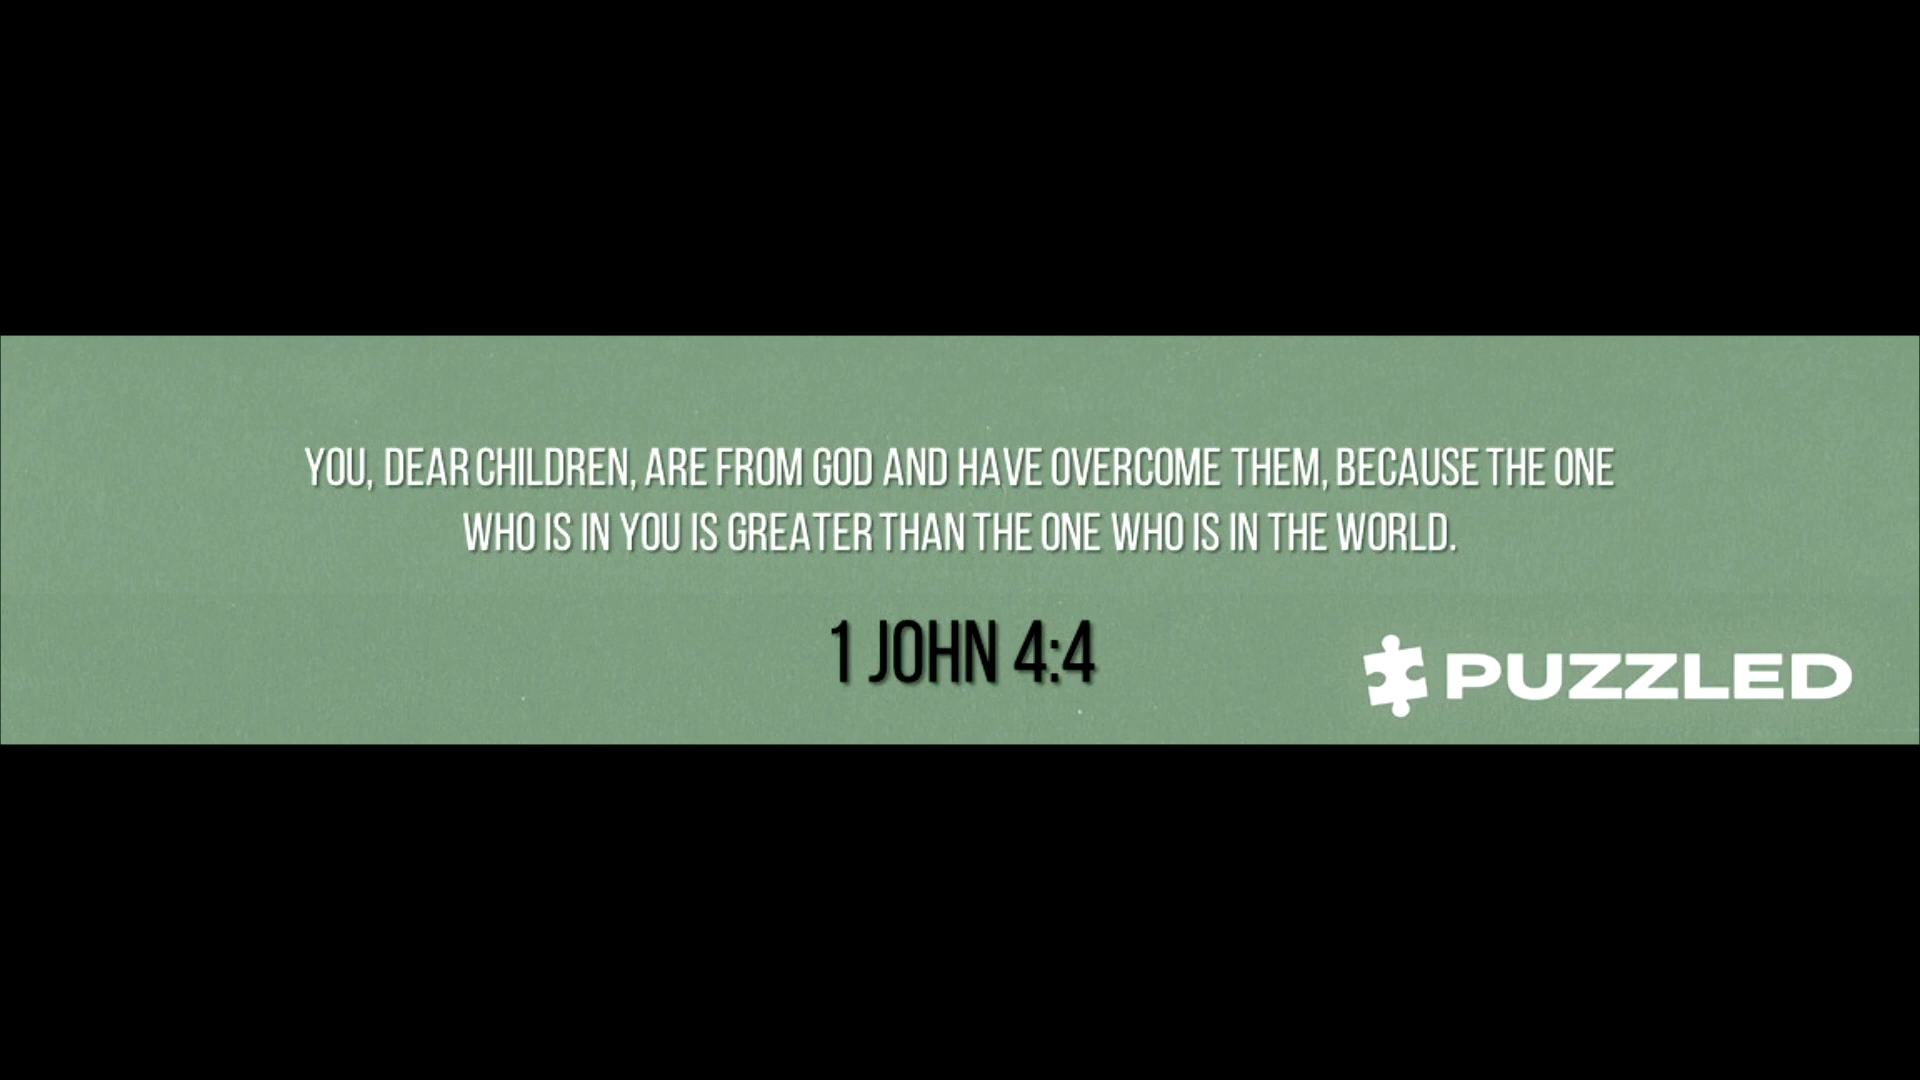 YOU, DEAR CHILDREN, ARE FROM GOD AND HAVE OVERCOME THEM, BECAUSE THE ONE
WHO IS IN YOU IS GREATER THAN THE ONE WHO IS IN THE WORLD.
1 JOHN 4:4
PUZZLED